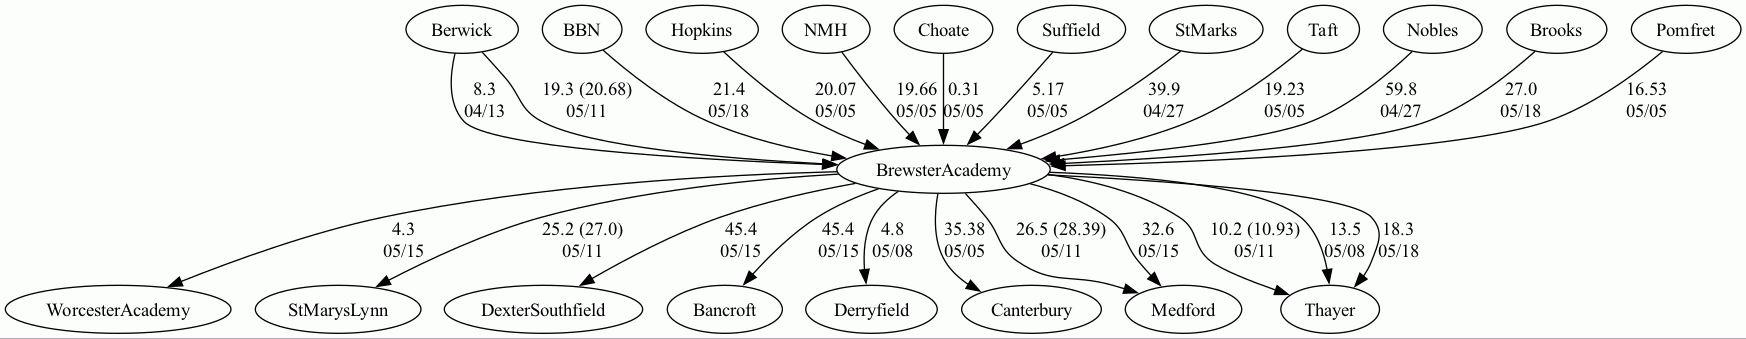 Berwick BBN Hopkins NMH Choate Suffield StMarks Taft Nobles Brooks Pomfret
8.3 19.3 (20.68) 21.4 20.07 19.66 0.31 5.17 39.9 19.23 59.8 27.0 16.53
04/13 05/11 05/18 05/05 05/05 05/05 05/05 04/27 05/05 04/27 05/18 05/05
BrewsterAcademy
4.3 25.2 (27.0) 45.4 45.4 4.8 35.38 26.5 (28.39) 32.6 10.2 (10.93) 13.5 18.3
05/15 05/11 05/15 05/15 05/08 05/05 05/11 05/15 05/11 05/08 05/18
WorcesterAcademy StMarysLynn DexterSouthfield Bancroft Derryfield Canterbury Medford Thayer